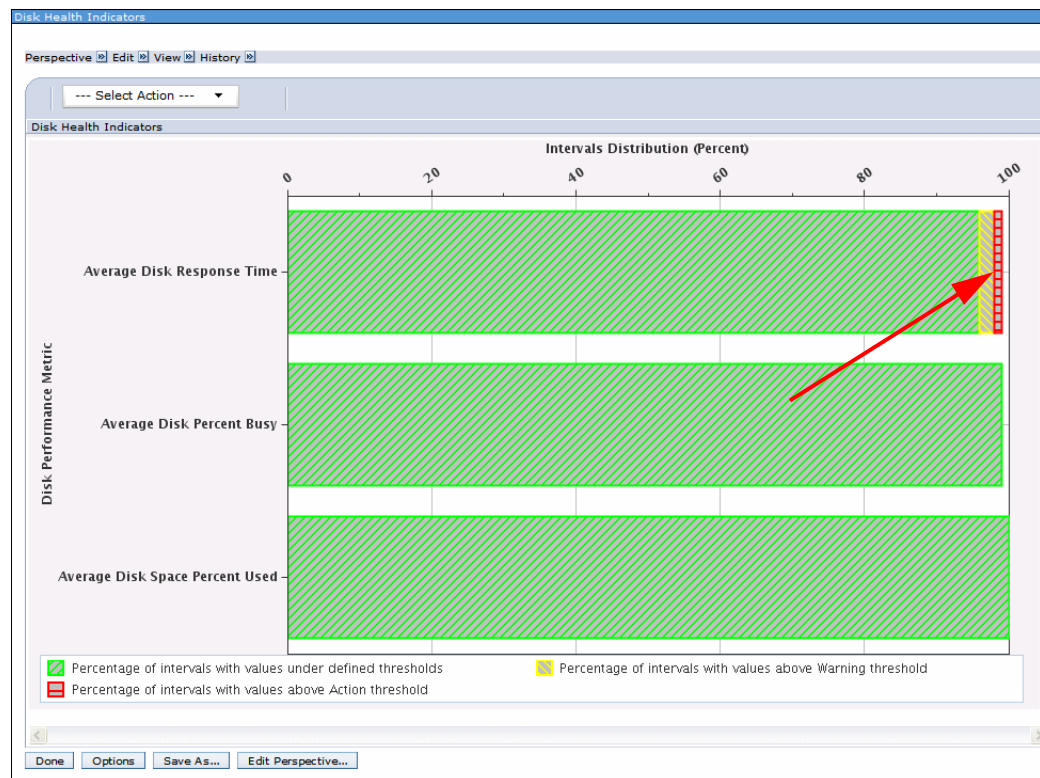 Disk Health Indicators
Perspective Edit View History
--- Select Action ---
Disk Health Indicators
Intervals Distribution (Percent)
0 20 40 60 80 100
Average Disk Response Time
Disk Performance Metric
Average Disk Percent Busy
Average Disk Space Percent Used
Percentage of intervals with values under defined thresholds Percentage of intervals with values above Warning threshold
Percentage of intervals with values above Action threshold
Done Options Save As... Edit Perspective...